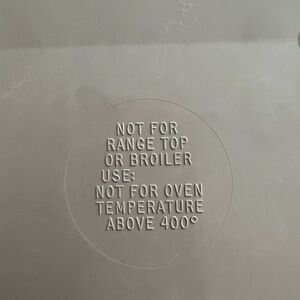 NOT FOR
RANGE TOP
OR BROILER
USE:
NOT FOR OVEN
TEMPERATURE
ABOVE 400°